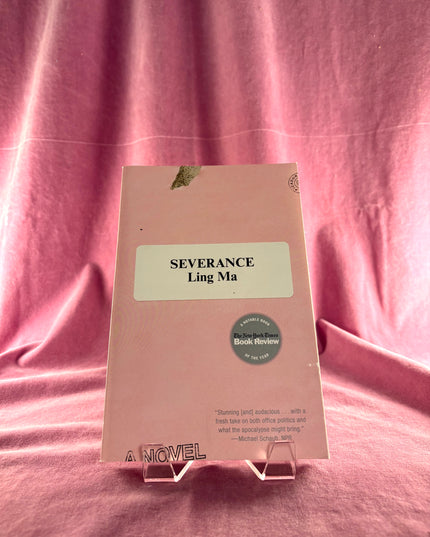 SEVERANCE
Ling Ma
A NOTABLE BOOK
The New York Times
Book Review
OF THE YEAR
"Stunning [and] audacious . . . with a
fresh take on both office politics and
what the apocalypse might bring."
—Michael Schaub, NPR
A NOVEL